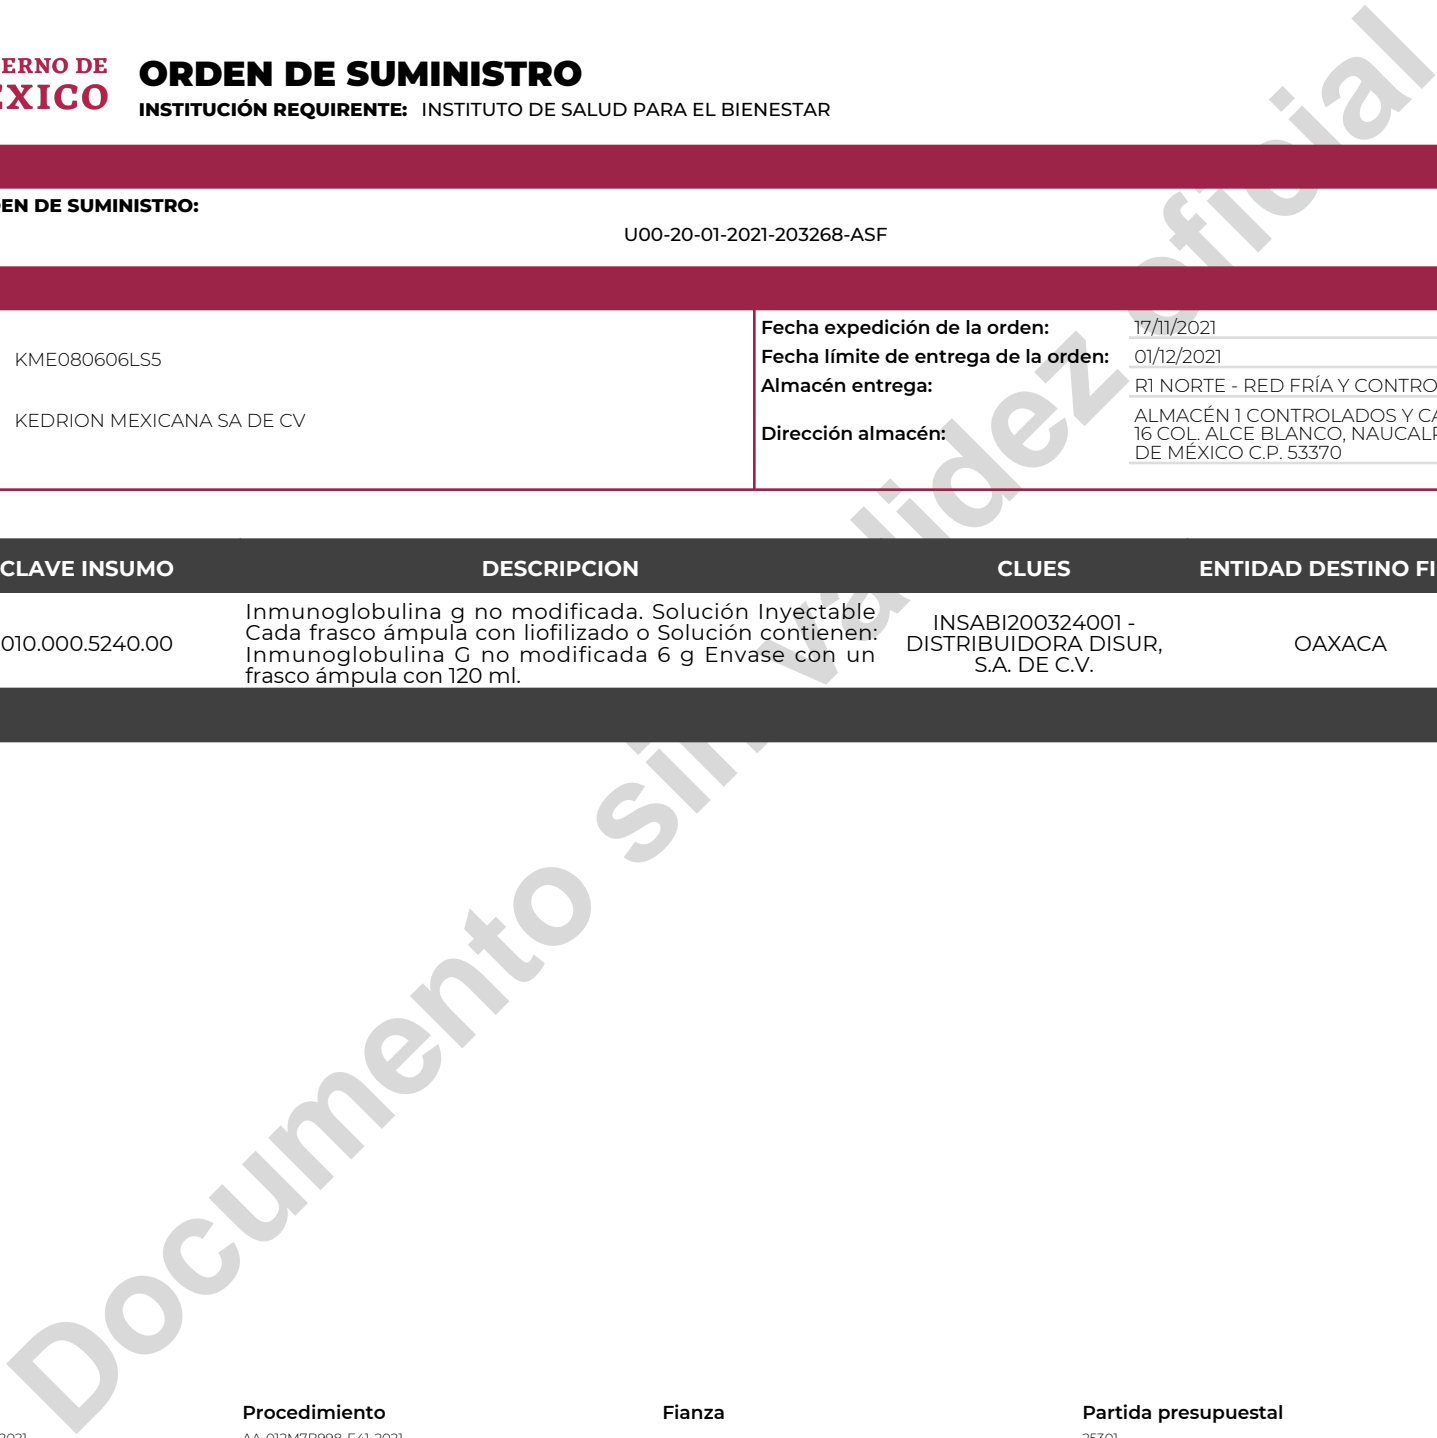 ERNO DE
ÉXICO
ORDEN DE SUMINISTRO
INSTITUCIÓN REQUIRENTE: INSTITUTO DE SALUD PARA EL BIENESTAR
EN DE SUMINISTRO:
U00-20-01-2021-203268-ASF
KME080606LS5
KEDRION MEXICANA SA DE CV
Fecha expedición de la orden: 17/11/2021
Fecha límite de entrega de la orden: 01/12/2021
Almacén entrega: R1 NORTE - RED FRÍA Y CONTRO
Dirección almacén: ALMACÉN 1 CONTROLADOS Y CA
16 COL. ALCE BLANCO, NAUCALP
DE MÉXICO C.P. 53370
CLAVE INSUMO DESCRIPCION CLUES ENTIDAD DESTINO FI
010.000.5240.00
Inmunoglobulina g no modificada. Solución Inyectable
Cada frasco ámpula con liofilizado o Solución contienen:
Inmunoglobulina G no modificada 6 g Envase con un
frasco ámpula con 120 ml.
INSABI200324001 -
DISTRIBUIDORA DISUR,
S.A. DE C.V.
OAXACA
Documento sin validez oficial
Procedimiento Fianza Partida presupuestal